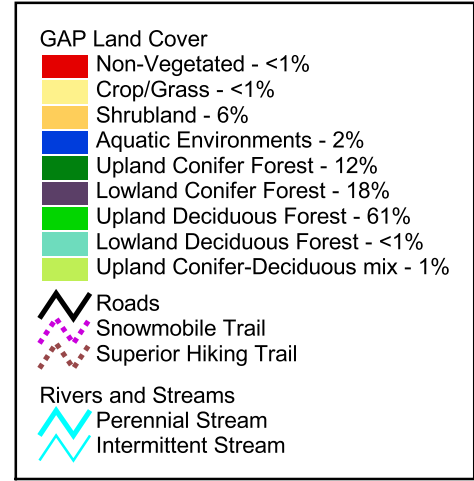 GAP Land Cover
Non-Vegetated - <1%
Crop/Grass - <1%
Shrubland - 6%
Aquatic Environments - 2%
Upland Conifer Forest - 12%
Lowland Conifer Forest - 18%
Upland Deciduous Forest - 61%
Lowland Deciduous Forest - <1%
Upland Conifer-Deciduous mix - 1%
Roads
Snowmobile Trail
Superior Hiking Trail
Rivers and Streams
Perennial Stream
Intermittent Stream